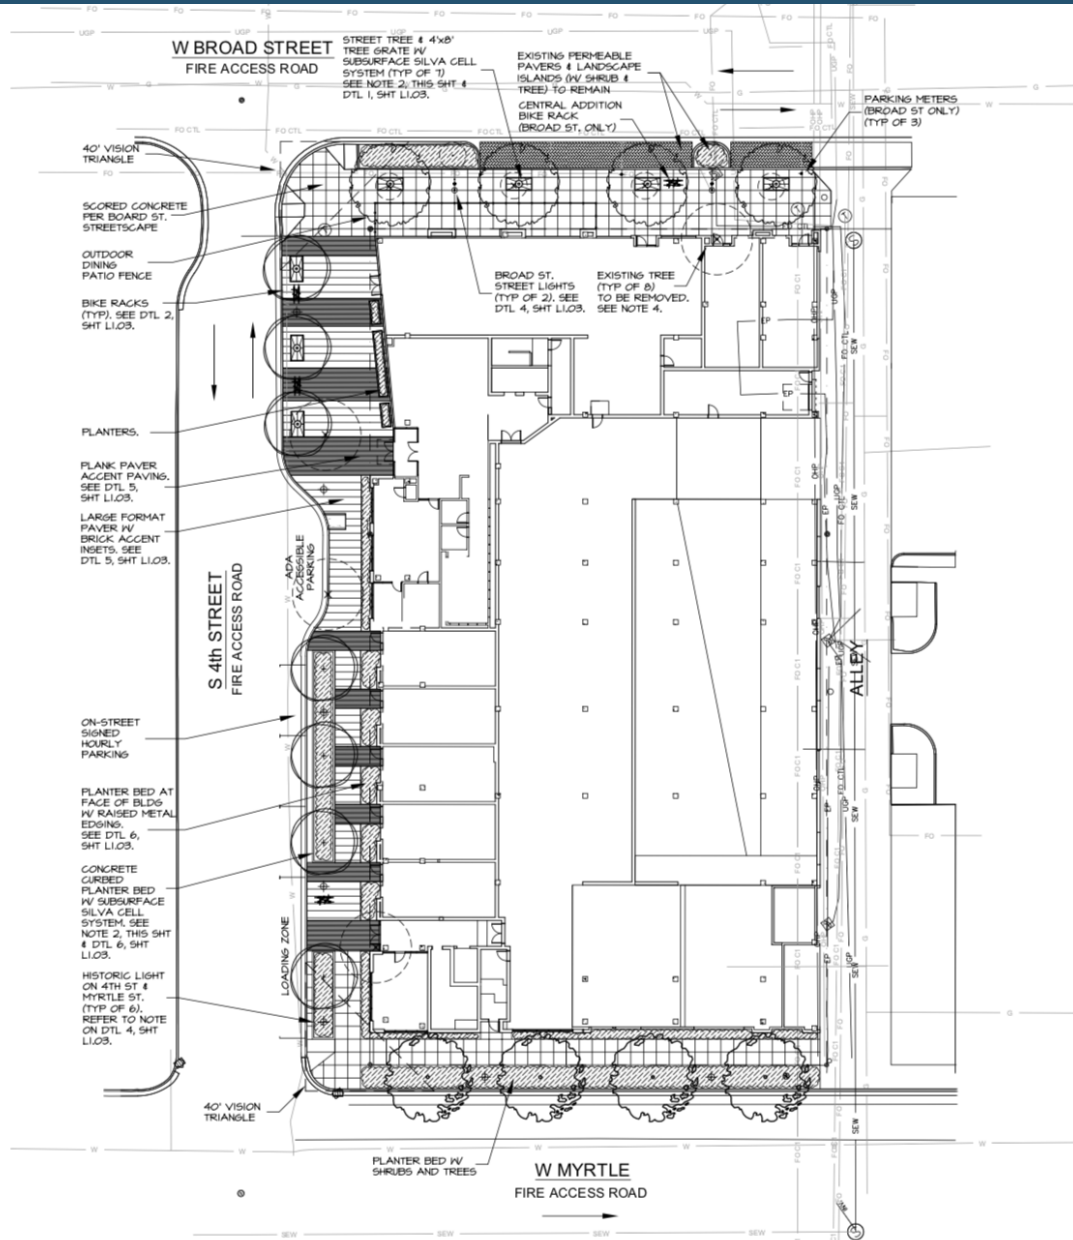 W BROAD STREET
FIRE ACCESS ROAD
STREET TREE & 4'x8'
TREE GRATE W/
SUBSURFACE SILVA CELL
SYSTEM (TYP OF 7)
SEE NOTE 2, THIS SHT &
DTL 1, SHT L1.03.
EXISTING PERMEABLE
PAVERS & LANDSCAPE
ISLANDS (W/ SHRUB &
TREE) TO REMAIN
CENTRAL ADDITION
BIKE RACK
(BROAD ST. ONLY)
PARKING METERS
(BROAD ST ONLY)
(TYP OF 3)
40' VISION
TRIANGLE
SCORED CONCRETE
PER BOARD ST.
STREETSCAPE
OUTDOOR
DINING
PATIO FENCE
BIKE RACKS
(TYP). SEE DTL 2,
SHT L1.03.
BROAD ST.
STREET LIGHTS
(TYP OF 2). SEE
DTL 4, SHT L1.03.
EXISTING TREE
(TYP OF 8)
TO BE REMOVED.
SEE NOTE 4.
PLANTERS.
PLANK PAVER
ACCENT PAVING.
SEE DTL 5,
SHT L1.03.
LARGE FORMAT
PAVER W/
BRICK ACCENT
INSETS. SEE
DTL 5, SHT L1.03.
ADA
ACCESSIBLE
PARKING
S 4th STREET
FIRE ACCESS ROAD
ALLEY
ON-STREET
SIGNED
HOURLY
PARKING
PLANTER BED AT
FACE OF BLDG
W/ RAISED METAL
EDGING.
SEE DTL 6,
SHT L1.03.
CONCRETE
CURBED
PLANTER BED
W/ SUBSURFACE
SILVA CELL
SYSTEM. SEE
NOTE 2, THIS SHT
& DTL 6, SHT
L1.03.
LOADING ZONE
HISTORIC LIGHT
ON 4TH ST &
MYRTLE ST.
(TYP OF 6).
REFER TO NOTE
ON DTL 4, SHT
L1.03.
40' VISION
TRIANGLE
PLANTER BED W/
SHRUBS AND TREES
W MYRTLE
FIRE ACCESS ROAD